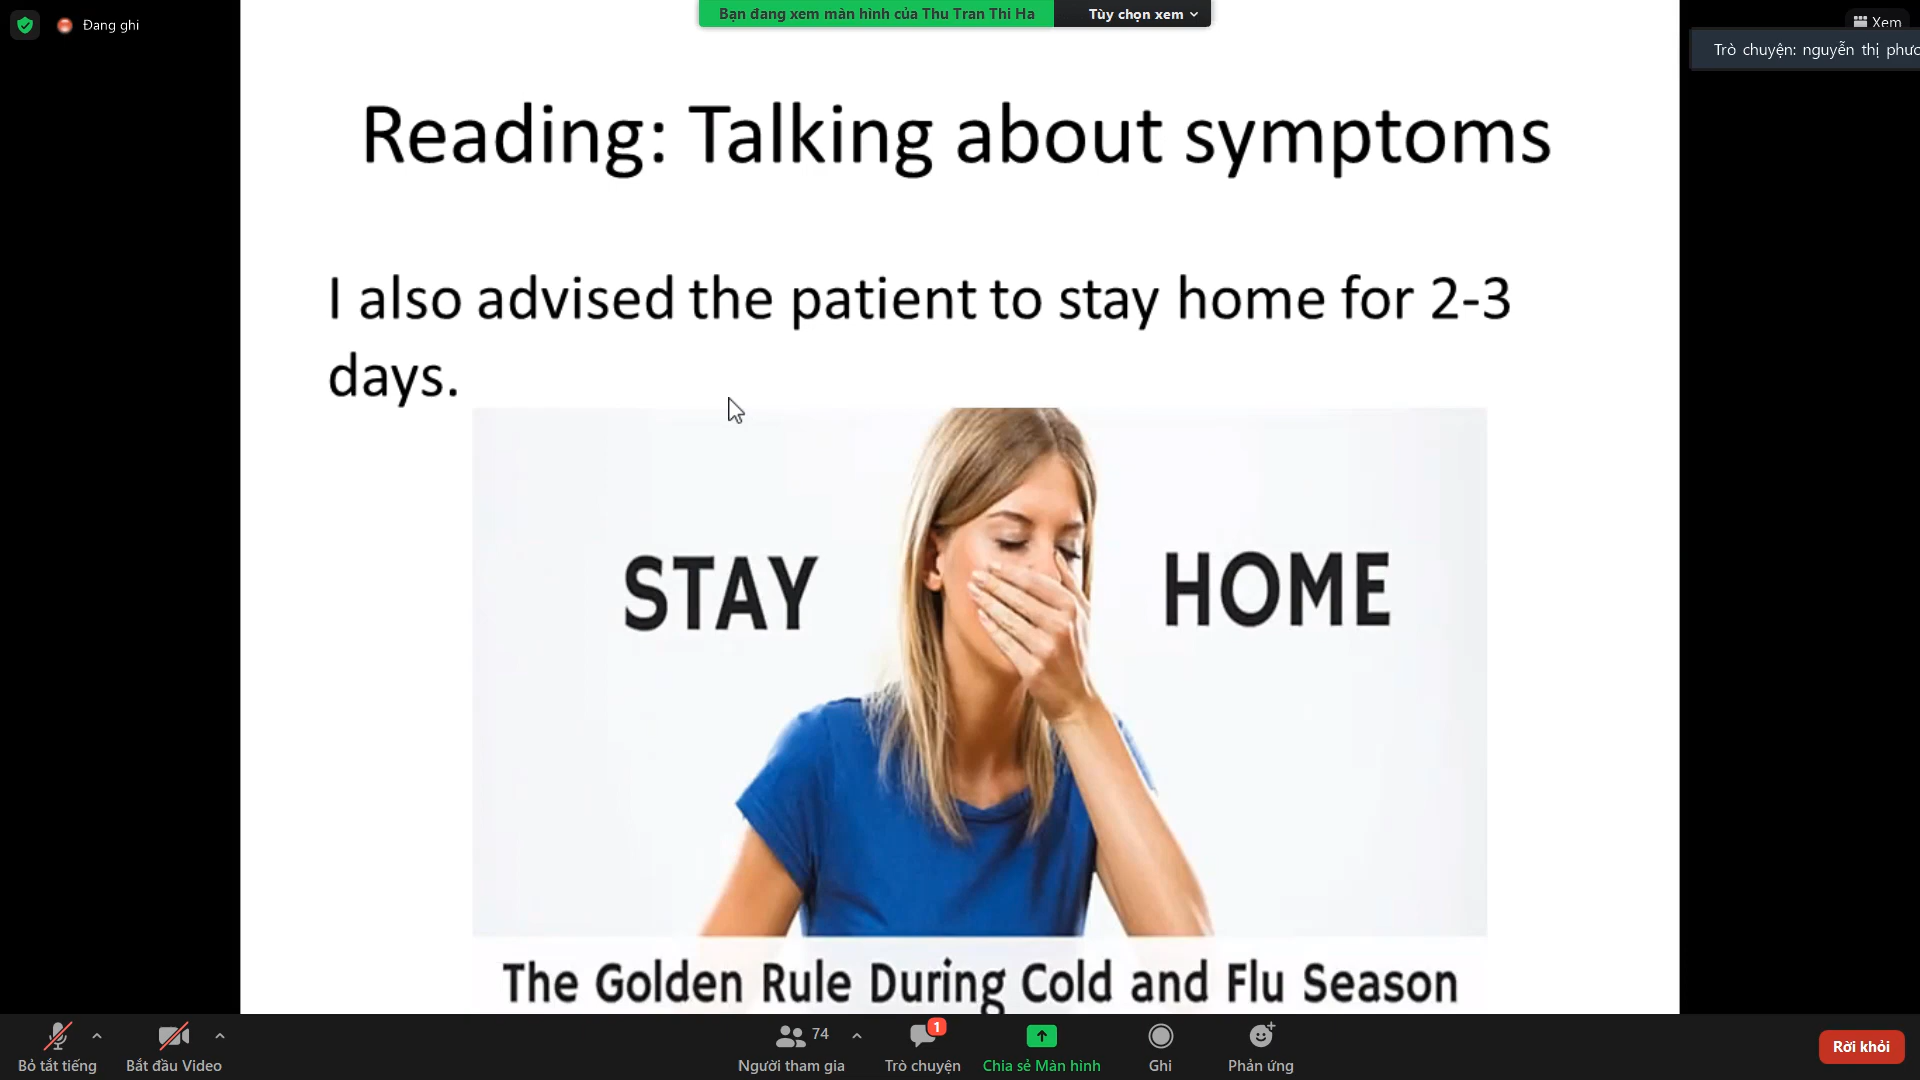 Đang ghi
Bạn đang xem màn hình của Thu Tran Thi Ha
Tùy chọn xem
Xem
Trò chuyện: nguyễn thị phươ
Reading: Talking about symptoms
I also advised the patient to stay home for 2-3
days.
STAY HOME
The Golden Rule During Cold and Flu Season
Bỏ tắt tiếng
Bắt đầu Video
74
Người tham gia
1
Trò chuyện
Chia sẻ Màn hình
Ghi
Phản ứng
Rời khỏi